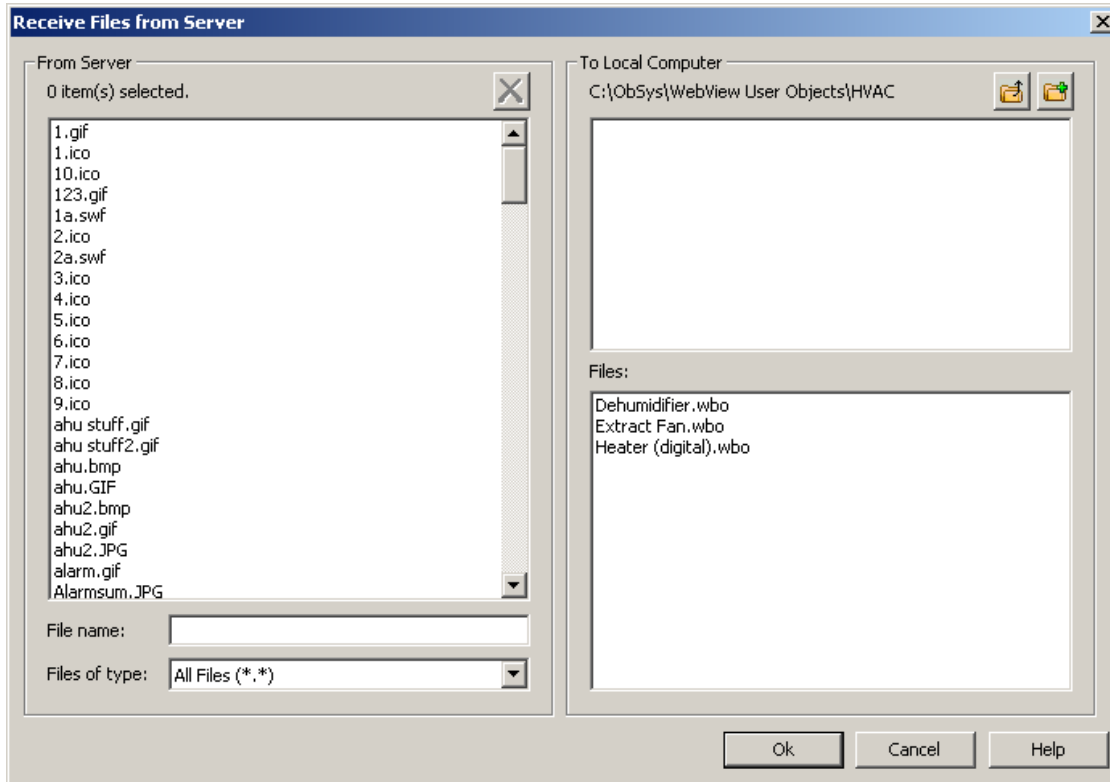 Receive Files from Server
From Server
0 item(s) selected.
1.gif
1.ico
10.ico
123.gif
1a.swf
2.ico
2a.swf
3.ico
4.ico
5.ico
6.ico
7.ico
8.ico
9.ico
ahu stuff.gif
ahu stuff2.gif
ahu.bmp
ahu.GIF
ahu2.bmp
ahu2.gif
ahu2.JPG
alarm.gif
Alarmsum.JPG
File name:
Files of type: All Files (*.*)
To Local Computer
C:\ObSys\WebView User Objects\HVAC
Files:
Dehumidifier.wbo
Extract Fan.wbo
Heater (digital).wbo
Ok Cancel Help